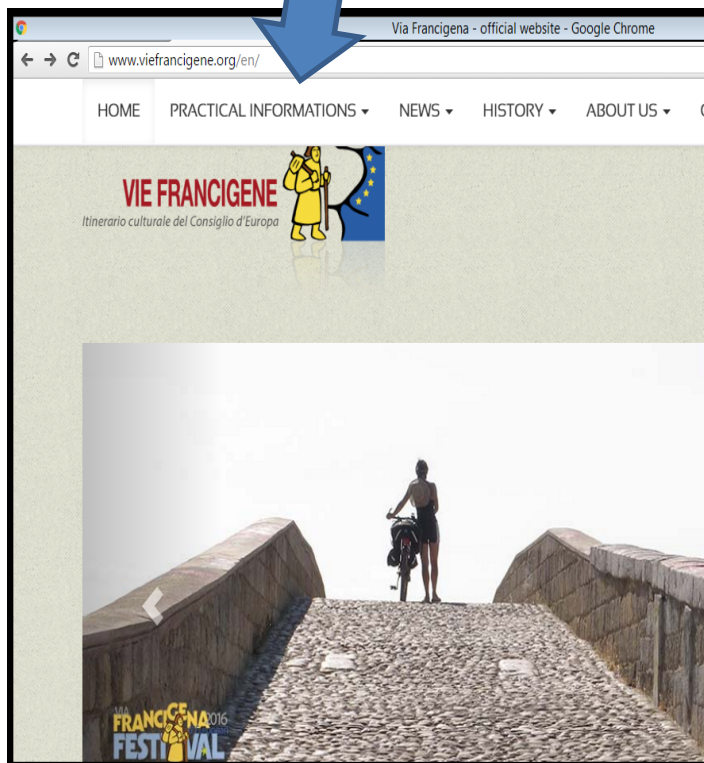 Via Francigena - official website - Google Chrome
www.viefrancigene.org/en/
HOME PRACTICAL INFORMATIONS NEWS HISTORY ABOUT US
VIE FRANCIGENE
Itinerario culturale del Consiglio d'Europa
VIA
FRANCIGENA 2016
FESTIVAL